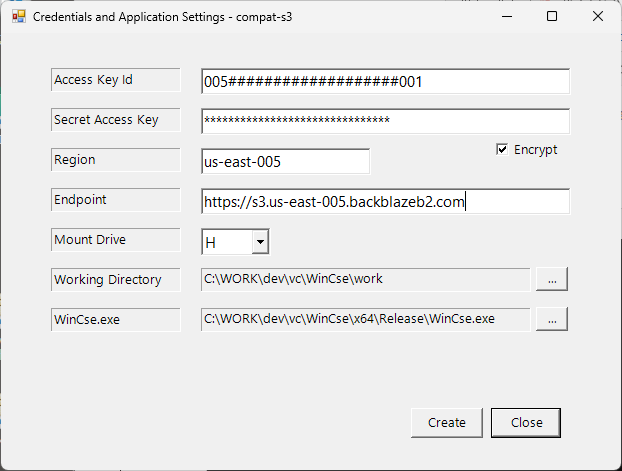 Credentials and Application Settings - compat-s3
Access Key Id 005###################001
Secret Access Key *******************************
Region us-east-005 Encrypt
Endpoint https://s3.us-east-005.backblazeb2.com
Mount Drive H
Working Directory C:\WORK\dev\vc\WinCse\work ...
WinCse.exe C:\WORK\dev\vc\WinCse\x64\Release\WinCse.exe ...
Create Close